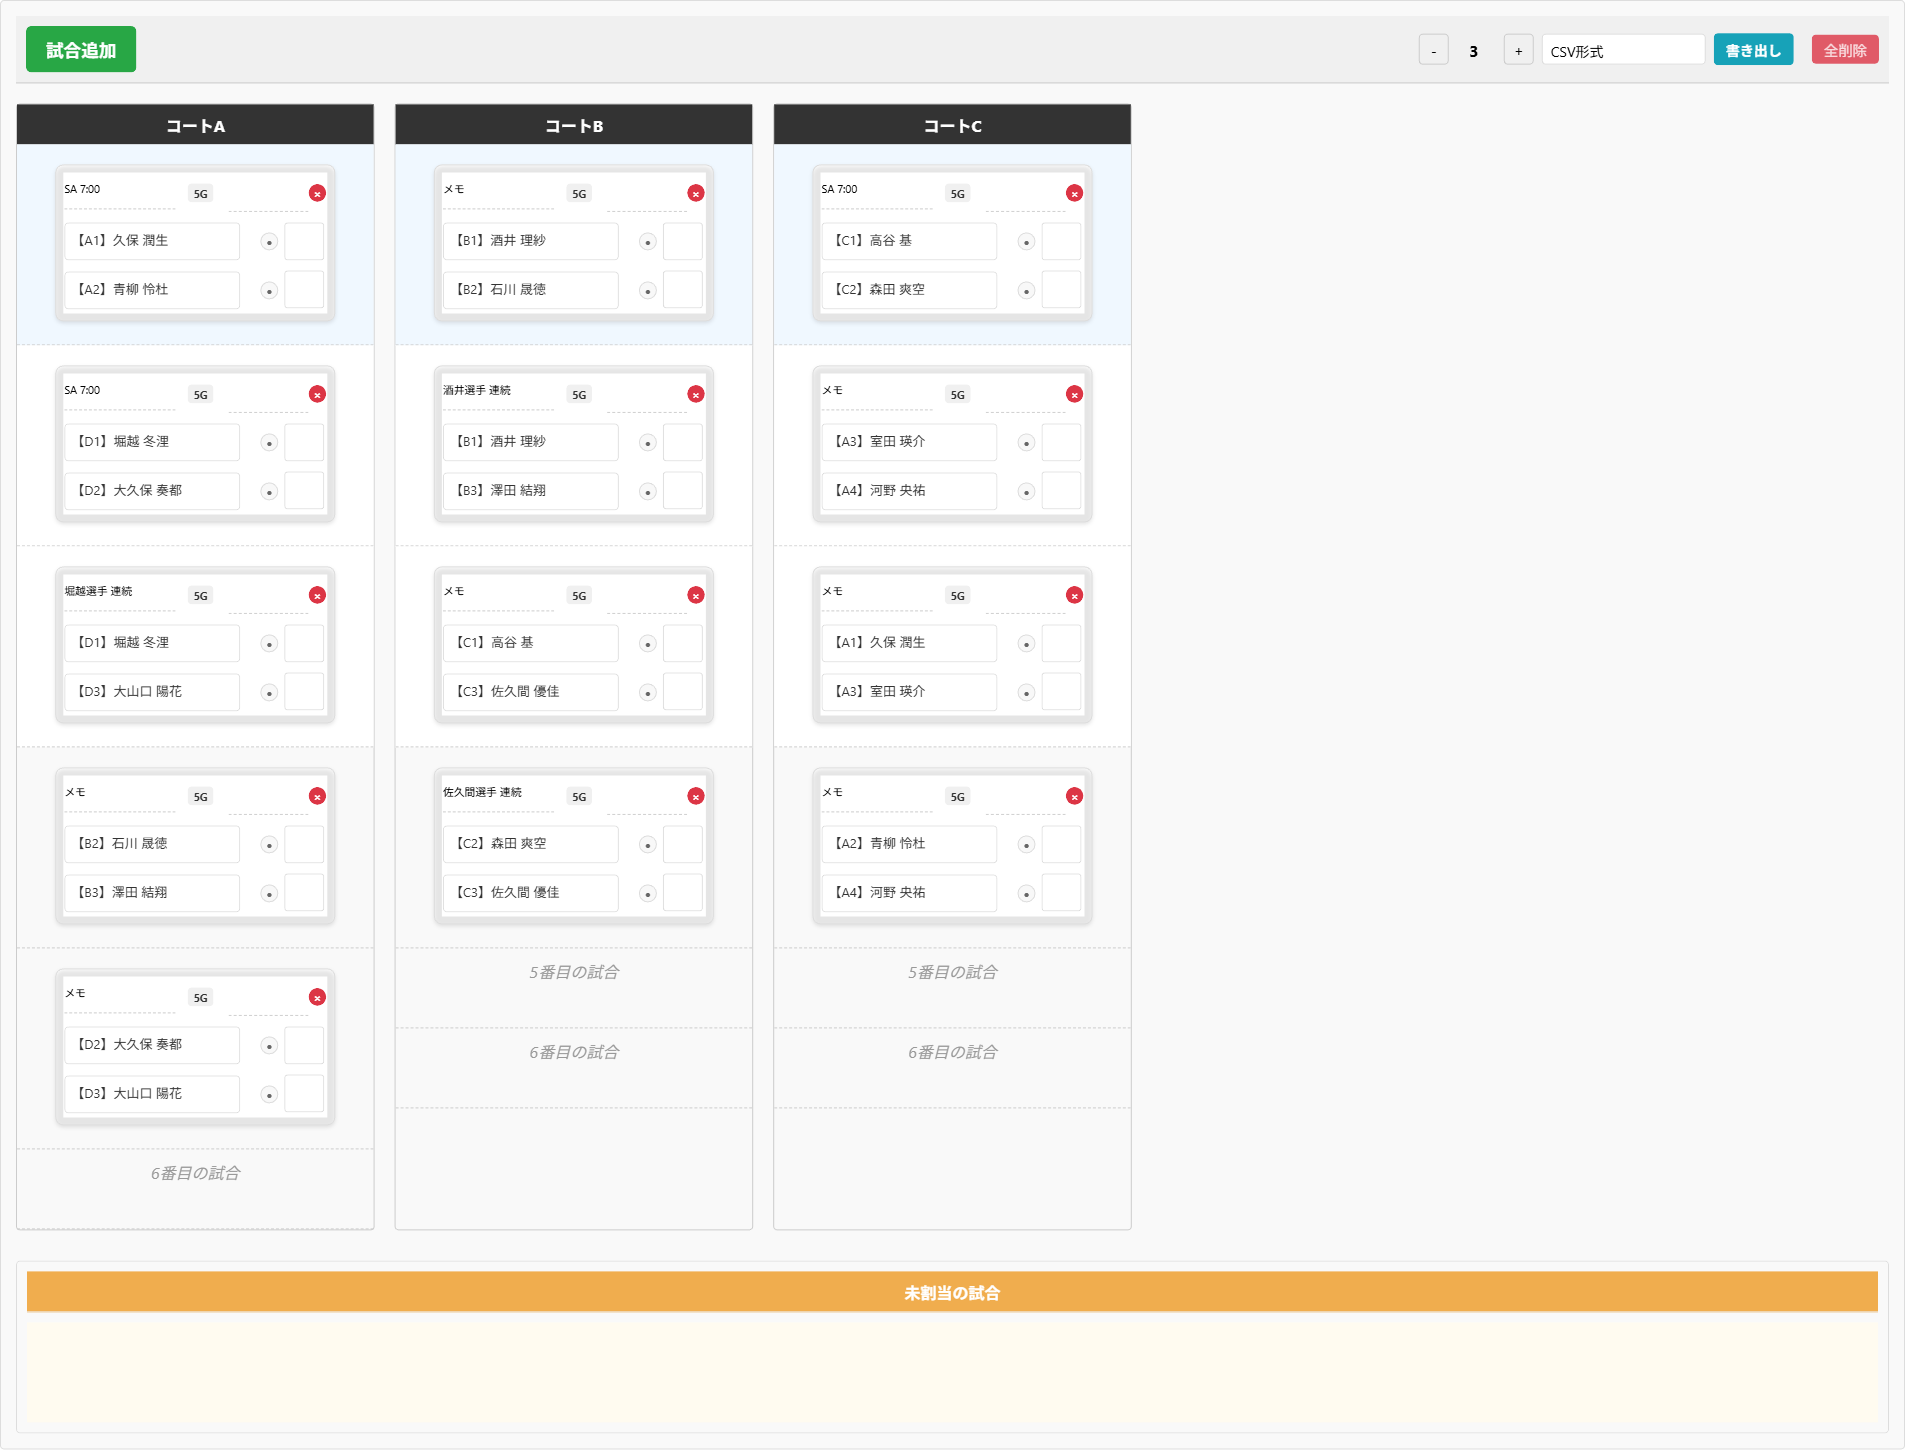 試合追加
- 3 + CSV形式 書き出し 全削除
コートA
SA 7:00 5G ×
【A1】久保 潤生
【A2】青柳 怜杜
SA 7:00 5G ×
【D1】堀越 冬浬
【D2】大久保 奏都
堀越選手 連続 5G ×
【D1】堀越 冬浬
【D3】大山口 陽花
メモ 5G ×
【B2】石川 晟徳
【B3】澤田 結翔
メモ 5G ×
【D2】大久保 奏都
【D3】大山口 陽花
6番目の試合
コートB
メモ 5G ×
【B1】酒井 理紗
【B2】石川 晟徳
酒井選手 連続 5G ×
【B1】酒井 理紗
【B3】澤田 結翔
メモ 5G ×
【C1】高谷 基
【C3】佐久間 優佳
佐久間選手 連続 5G ×
【C2】森田 爽空
【C3】佐久間 優佳
5番目の試合
6番目の試合
コートC
SA 7:00 5G ×
【C1】高谷 基
【C2】森田 爽空
メモ 5G ×
【A3】室田 瑛介
【A4】河野 央祐
メモ 5G ×
【A1】久保 潤生
【A3】室田 瑛介
メモ 5G ×
【A2】青柳 怜杜
【A4】河野 央祐
5番目の試合
6番目の試合
未割当の試合